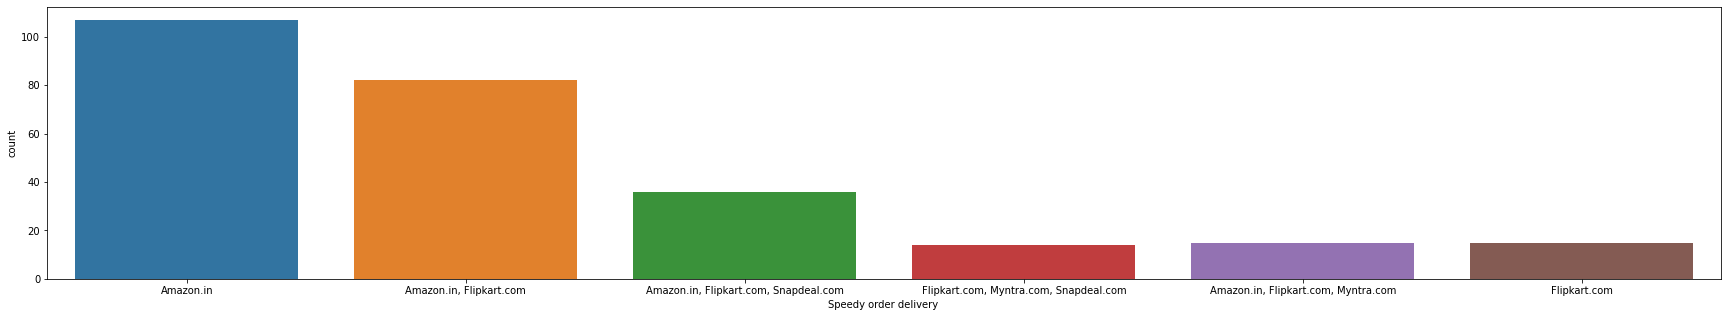 100
80
60
40
20
0
count
Amazon.in
Amazon.in, Flipkart.com
Amazon.in, Flipkart.com, Snapdeal.com
Flipkart.com, Myntra.com, Snapdeal.com
Amazon.in, Flipkart.com, Myntra.com
Flipkart.com
Speedy order delivery